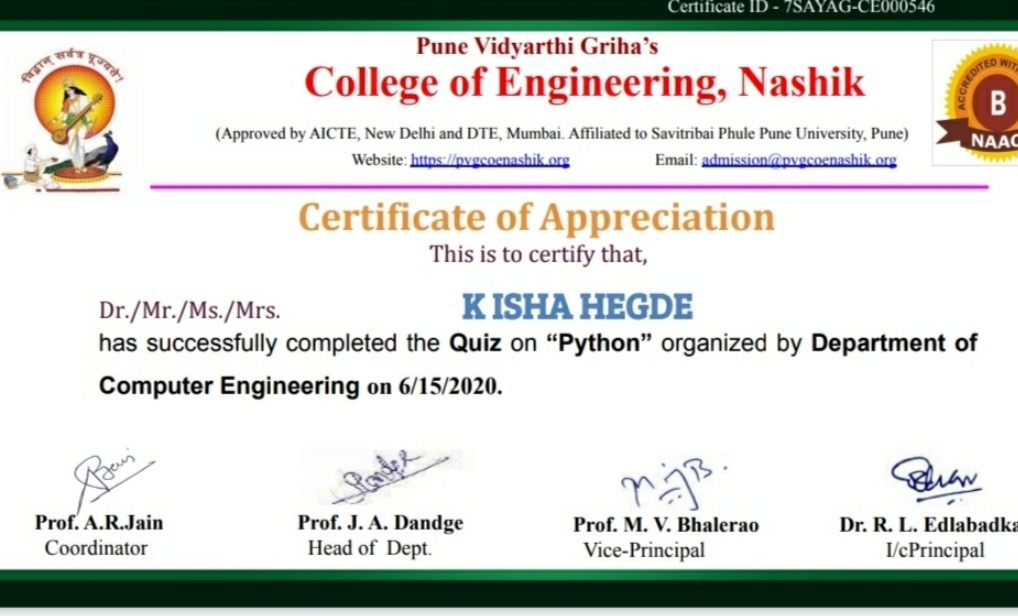 Certificate ID - 7SAYAG-CE000546
Pune Vidyarthi Griha's
College of Engineering, Nashik
(Approved by AICTE, New Delhi and DTE, Mumbai. Affiliated to Savitribai Phule Pune University, Pune)
Website: https://pvgcoenashik.org Email: admission@pvgcoenashik.org
विद्वान् सर्वत्र पूज्यते!
ACCREDITED WITH
B
NAAC
Certificate of Appreciation
This is to certify that,
Dr./Mr./Ms./Mrs. K ISHA HEGDE
has successfully completed the Quiz on “Python” organized by Department of
Computer Engineering on 6/15/2020.
Prof. A.R.Jain Prof. J. A. Dandge Prof. M. V. Bhalerao Dr. R. L. Edlabadka
Coordinator Head of Dept. Vice-Principal I/cPrincipal